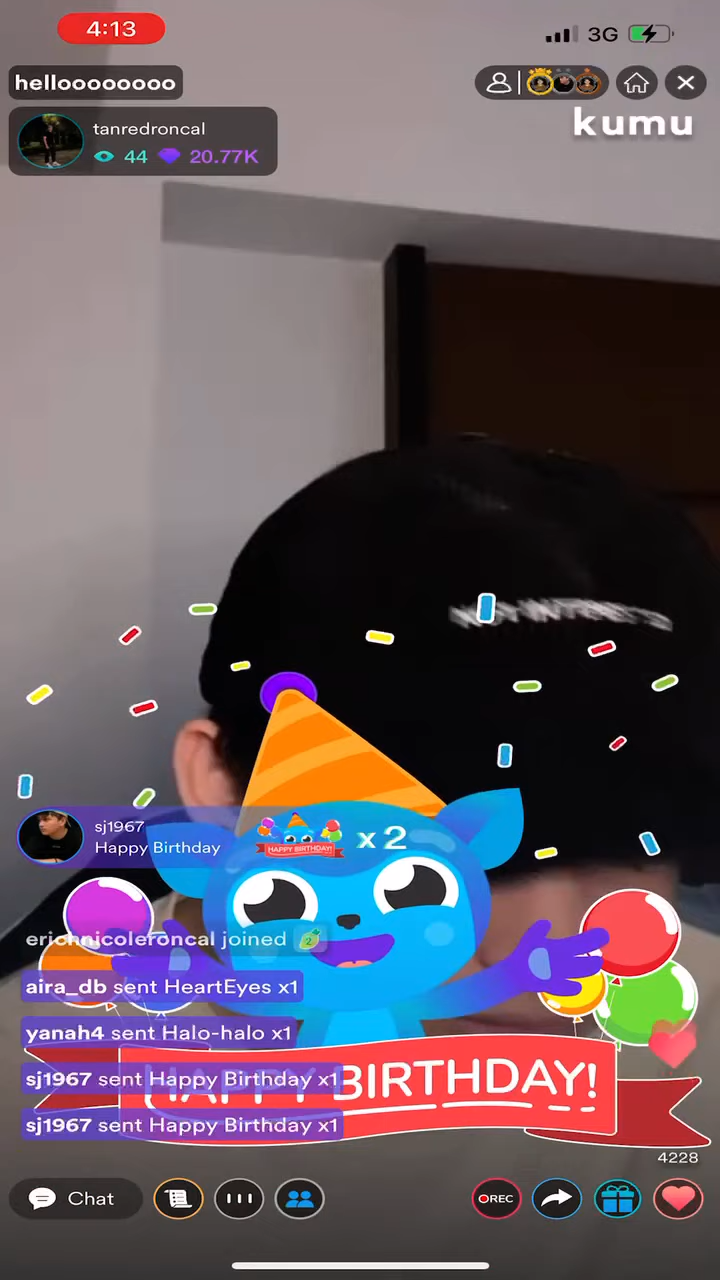 4:13
3G
helloooooooo
kumu
tanredroncal
44 20.77K
sj1967
Happy Birthday
HAPPY BIRTHDAY!
x2
erichnicoleroncal joined 2
aira_db sent HeartEyes x1
yanah4 sent Halo-halo x1
sj1967 sent Happy Birthday x1
sj1967 sent Happy Birthday x1
HAPPY BIRTHDAY!
4228
Chat
REC